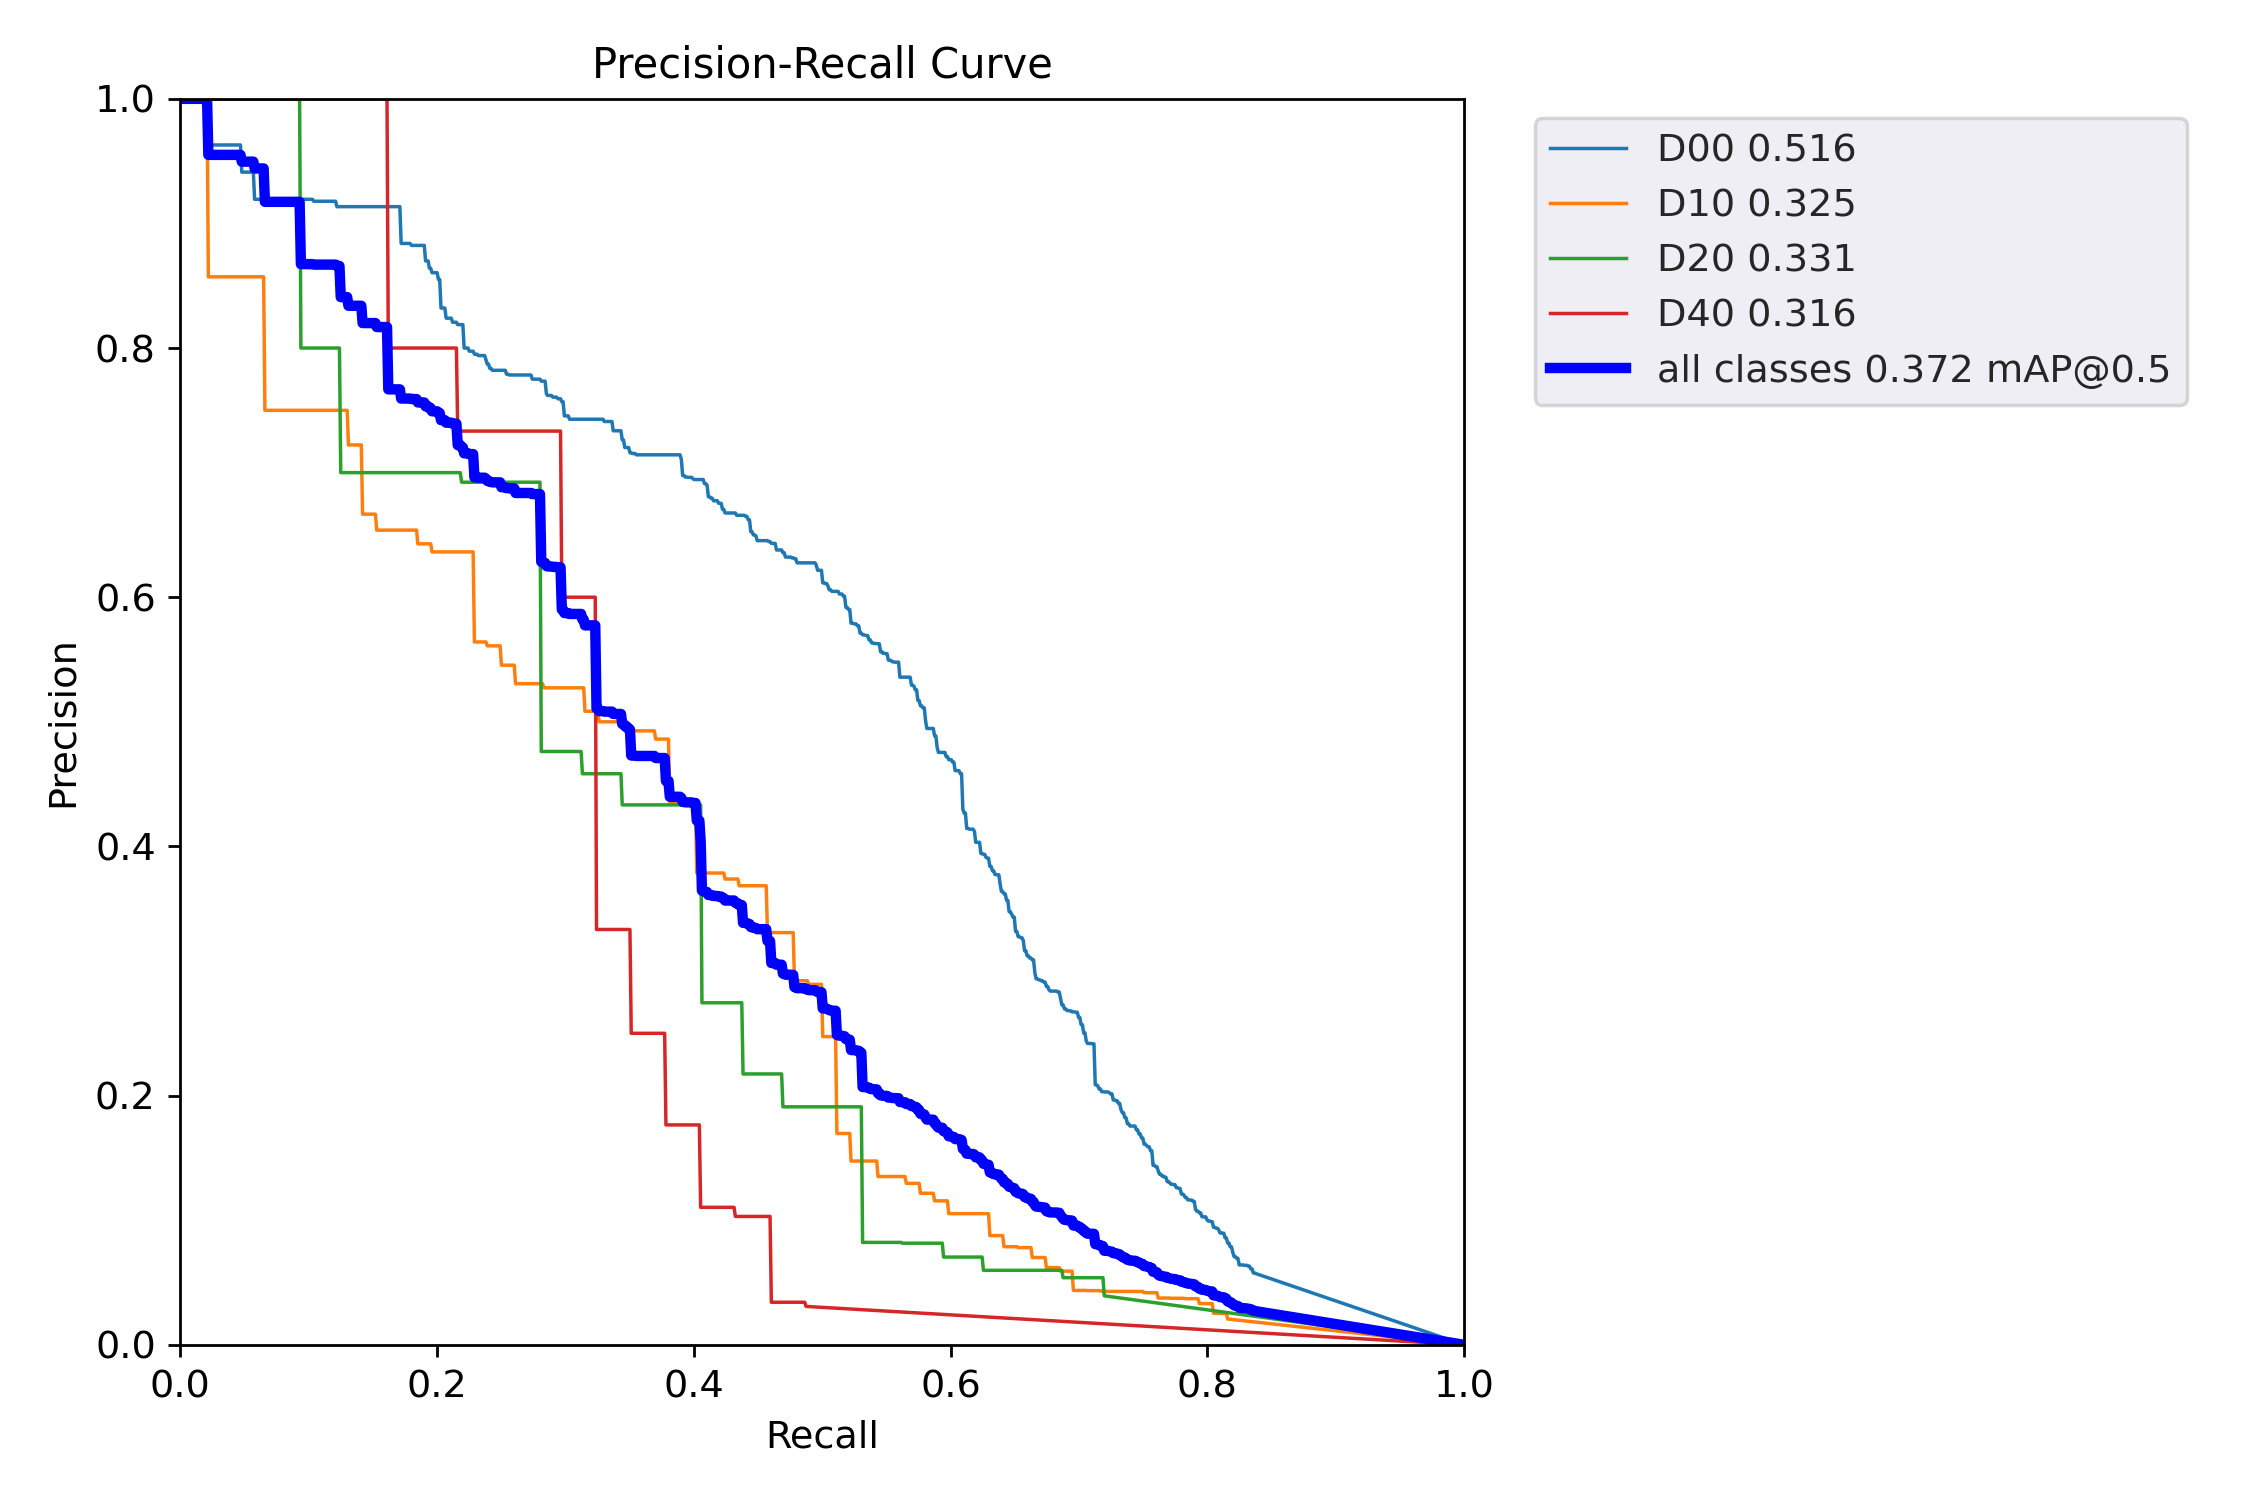 Precision-Recall Curve
1.0
0.8
0.6
0.4
0.2
0.0
Precision
0.0 0.2 0.4 0.6 0.8 1.0
Recall
D00 0.516
D10 0.325
D20 0.331
D40 0.316
all classes 0.372 mAP@0.5